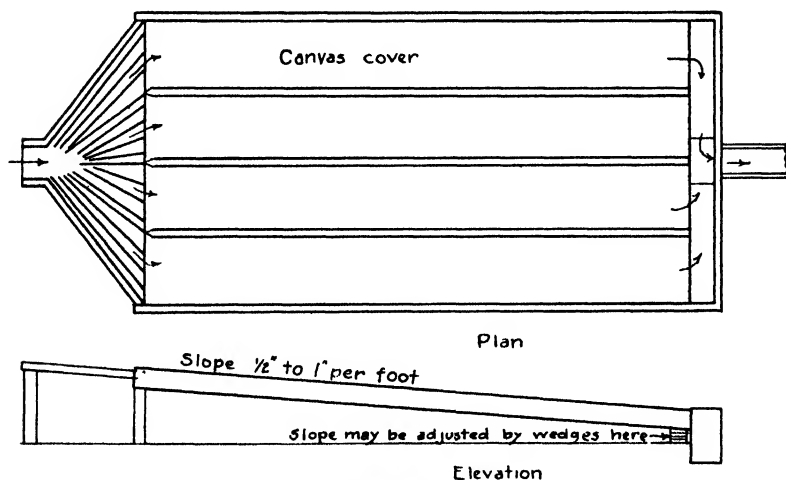 Canvas cover
Plan
Slope ½" to 1" per foot
Slope may be adjusted by wedges here
Elevation